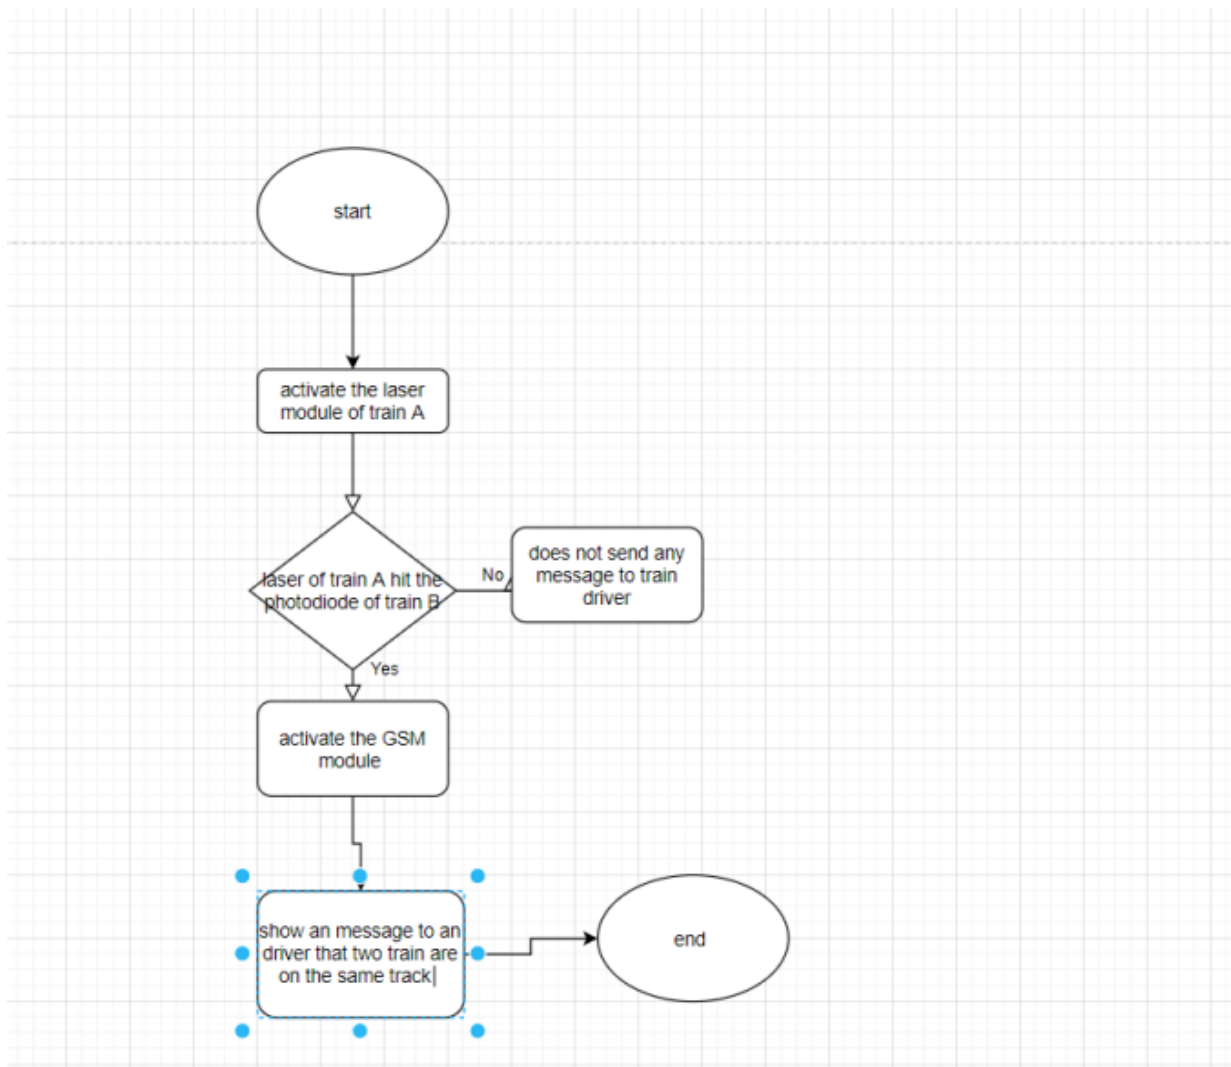 start
activate the laser
module of train A
laser of train A hit the
photodiode of train B
No
does not send any
message to train
driver
Yes
activate the GSM
module
show an message to an
driver that two train are
on the same track
end